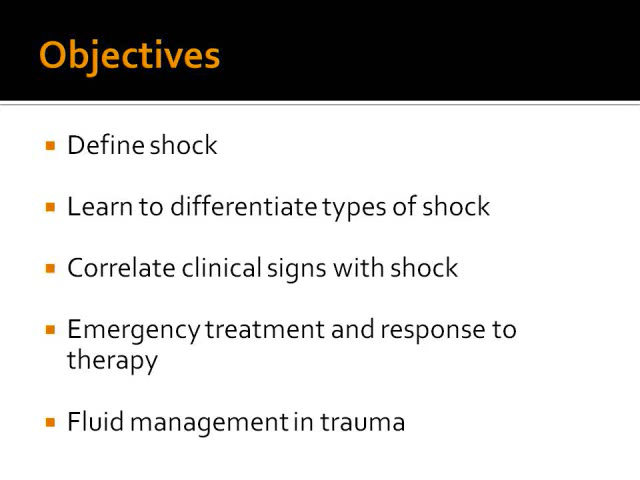 Objectives
Define shock
Learn to differentiate types of shock
Correlate clinical signs with shock
Emergency treatment and response to
therapy
Fluid management in trauma